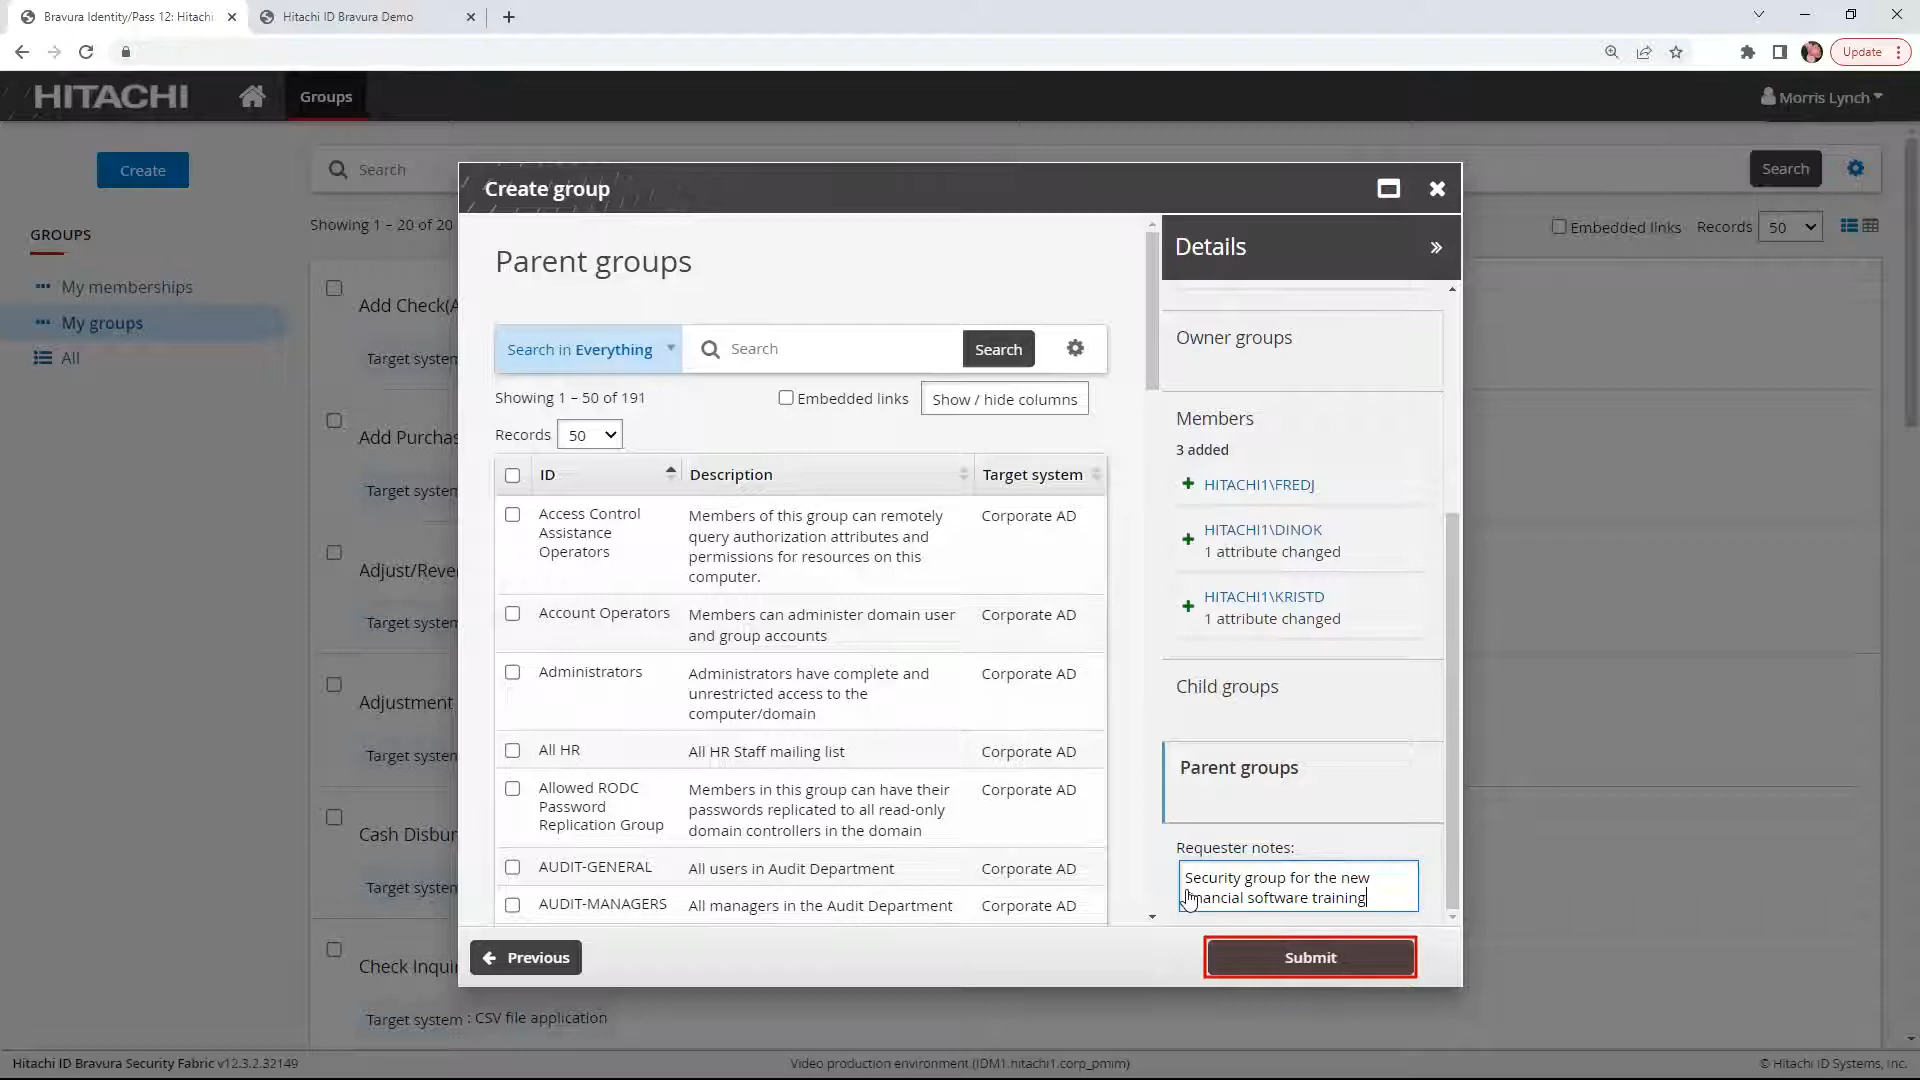 Bravura Identity/Pass 12: Hitachi
Hitachi ID Bravura Demo
Update
HITACHI
Groups
Morris Lynch
Create
Search
Search
GROUPS
Showing 1 – 20 of 20
Embedded links
Records
50
My memberships
My groups
All
Add Check(A
Target system
Add Purchas
Target system
Adjust/Reve
Target system
Adjustment
Target system
Cash Disbur
Target system
Check Inqui
Target system : CSV file application
Create group
Parent groups
Search in Everything
Search
Search
Showing 1 – 50 of 191
Embedded links
Show / hide columns
Records
50
ID
Description
Target system
Access Control
Assistance
Operators
Members of this group can remotely
query authorization attributes and
permissions for resources on this
computer.
Corporate AD
Account Operators
Members can administer domain user
and group accounts
Corporate AD
Administrators
Administrators have complete and
unrestricted access to the
computer/domain
Corporate AD
All HR
All HR Staff mailing list
Corporate AD
Allowed RODC
Password
Replication Group
Members in this group can have their
passwords replicated to all read-only
domain controllers in the domain
Corporate AD
AUDIT-GENERAL
All users in Audit Department
Corporate AD
AUDIT-MANAGERS
All managers in the Audit Department
Corporate AD
Details
Owner groups
Members
3 added
HITACHI1\FREDJ
HITACHI1\DINOK
1 attribute changed
HITACHI1\KRISTD
1 attribute changed
Child groups
Parent groups
Requester notes:
Security group for the new
financial software training
Previous
Submit
Hitachi ID Bravura Security Fabric v12.3.2.32149
Video production environment (IDM1.hitachi1.corp_pmim)
© Hitachi ID Systems, Inc.